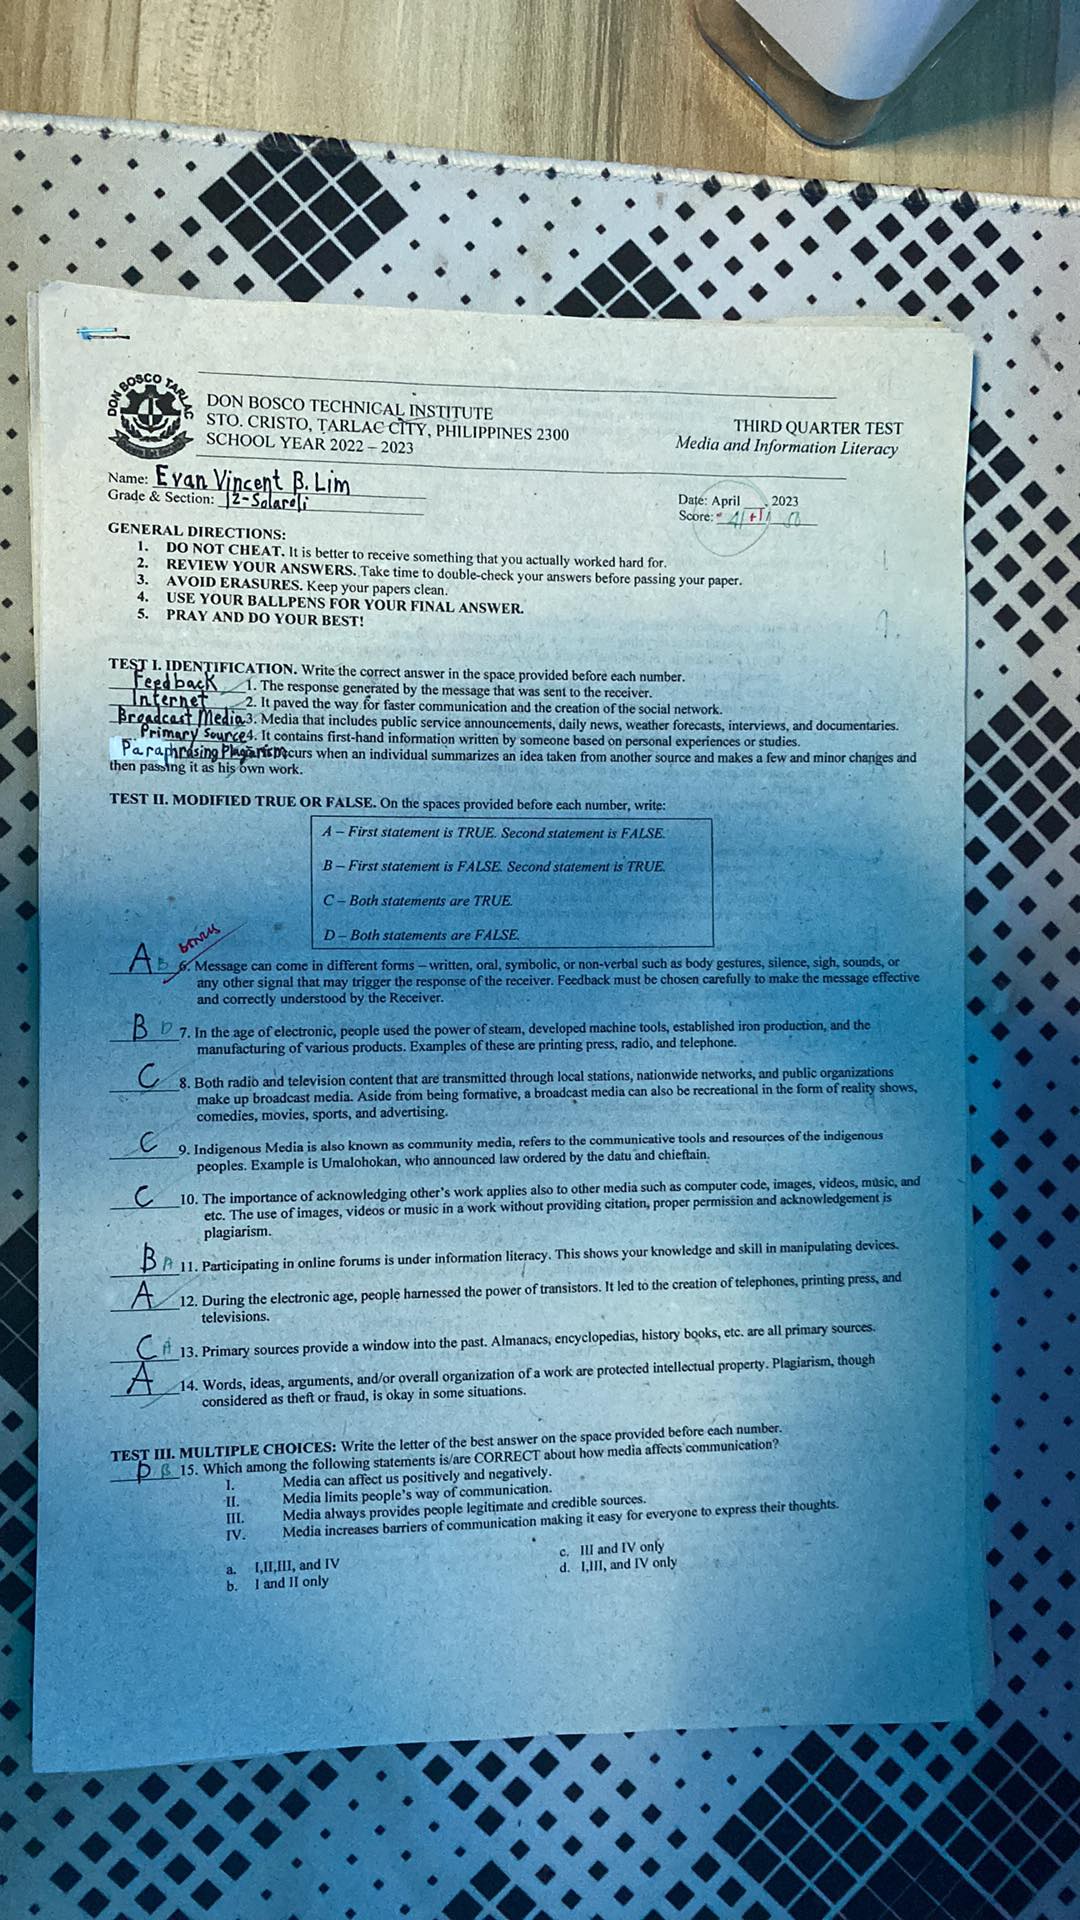 DON BOSCO TARLAC
DON BOSCO TECHNICAL INSTITUTE
STO. CRISTO, TARLAC CITY, PHILIPPINES 2300
SCHOOL YEAR 2022 – 2023
THIRD QUARTER TEST
Media and Information Literacy
Name: Evan Vincent B. Lim
Grade & Section: 12-Solaroli
Date: April ____, 2023
Score:
GENERAL DIRECTIONS:
1. DO NOT CHEAT. It is better to receive something that you actually worked hard for.
2. REVIEW YOUR ANSWERS. Take time to double-check your answers before passing your paper.
3. AVOID ERASURES. Keep your papers clean.
4. USE YOUR BALLPENS FOR YOUR FINAL ANSWER.
5. PRAY AND DO YOUR BEST!
TEST I. IDENTIFICATION. Write the correct answer in the space provided before each number.
Feedback 1. The response generated by the message that was sent to the receiver.
Internet 2. It paved the way for faster communication and the creation of the social network.
Broadcast Media 3. Media that includes public service announcements, daily news, weather forecasts, interviews, and documentaries.
Primary Source 4. It contains first-hand information written by someone based on personal experiences or studies.
Paraphrasing Plagiarism occurs when an individual summarizes an idea taken from another source and makes a few and minor changes and
then passing it as his own work.
TEST II. MODIFIED TRUE OR FALSE. On the spaces provided before each number, write:
A – First statement is TRUE. Second statement is FALSE.
B – First statement is FALSE. Second statement is TRUE.
C – Both statements are TRUE.
D – Both statements are FALSE.
bonus
A B 6. Message can come in different forms – written, oral, symbolic, or non-verbal such as body gestures, silence, sigh, sounds, or
any other signal that may trigger the response of the receiver. Feedback must be chosen carefully to make the message effective
and correctly understood by the Receiver.
B D 7. In the age of electronic, people used the power of steam, developed machine tools, established iron production, and the
manufacturing of various products. Examples of these are printing press, radio, and telephone.
C 8. Both radio and television content that are transmitted through local stations, nationwide networks, and public organizations
make up broadcast media. Aside from being formative, a broadcast media can also be recreational in the form of reality shows,
comedies, movies, sports, and advertising.
C 9. Indigenous Media is also known as community media, refers to the communicative tools and resources of the indigenous
peoples. Example is Umalohokan, who announced law ordered by the datu and chieftain.
C 10. The importance of acknowledging other's work applies also to other media such as computer code, images, videos, music, and
etc. The use of images, videos or music in a work without providing citation, proper permission and acknowledgement is
plagiarism.
B A 11. Participating in online forums is under information literacy. This shows your knowledge and skill in manipulating devices.
A 12. During the electronic age, people harnessed the power of transistors. It led to the creation of telephones, printing press, and
televisions.
C A 13. Primary sources provide a window into the past. Almanacs, encyclopedias, history books, etc. are all primary sources.
A 14. Words, ideas, arguments, and/or overall organization of a work are protected intellectual property. Plagiarism, though
considered as theft or fraud, is okay in some situations.
TEST III. MULTIPLE CHOICES: Write the letter of the best answer on the space provided before each number.
D B 15. Which among the following statements is/are CORRECT about how media affects communication?
I. Media can affect us positively and negatively.
II. Media limits people's way of communication.
III. Media always provides people legitimate and credible sources.
IV. Media increases barriers of communication making it easy for everyone to express their thoughts.
a. I,II,III, and IV
b. I and II only
c. III and IV only
d. I,III, and IV only